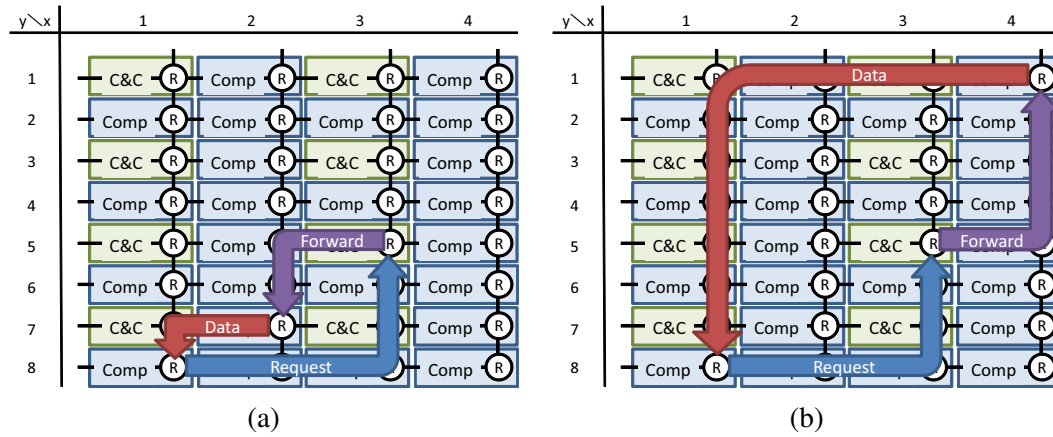 y\x 1 2 3 4
1 C&C R Comp R C&C R Comp R
2 Comp R Comp R Comp R Comp R
3 C&C R Comp R C&C R Comp R
4 Comp R Comp R Comp R Comp R
5 C&C R Comp Forward R Comp R
6 Comp R Comp Comp Comp R
7 C&C Data R C&C Comp R
8 Comp R Request Comp R
(a)
y\x 1 2 3 4
1 C&C Data R
2 Comp Comp R Comp R Comp
3 C&C Comp R C&C R Comp
4 Comp Comp R Comp R Comp
5 C&C Comp R C&C R Forward
6 Comp Comp R Comp Comp R
7 C&C Comp R C&C Comp R
8 Comp R Request Comp R
(b)